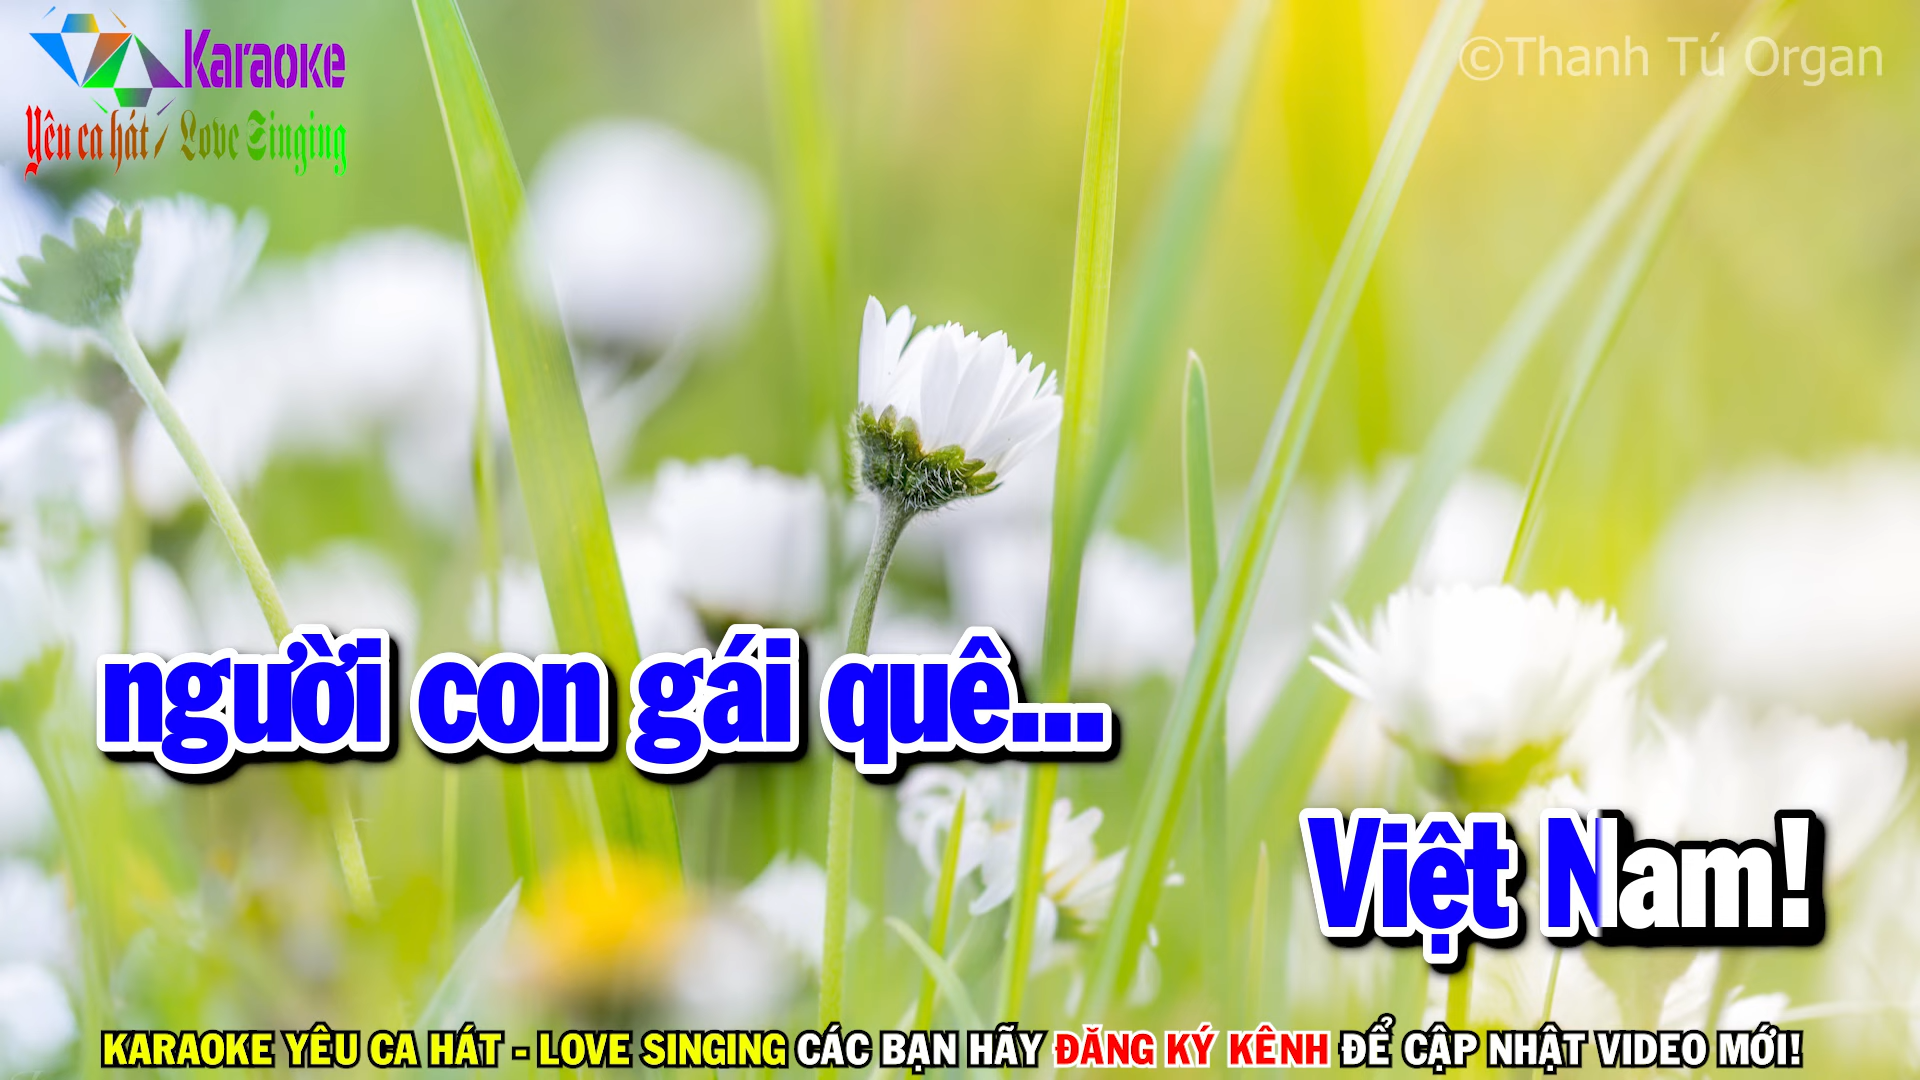 Karaoke
Yêu ca hát / Love Singing
©Thanh Tú Organ
người con gái quê...
Việt Nam!
KARAOKE YÊU CA HÁT - LOVE SINGING CÁC BẠN HÃY ĐĂNG KÝ KÊNH ĐỂ CẬP NHẬT VIDEO MỚI!